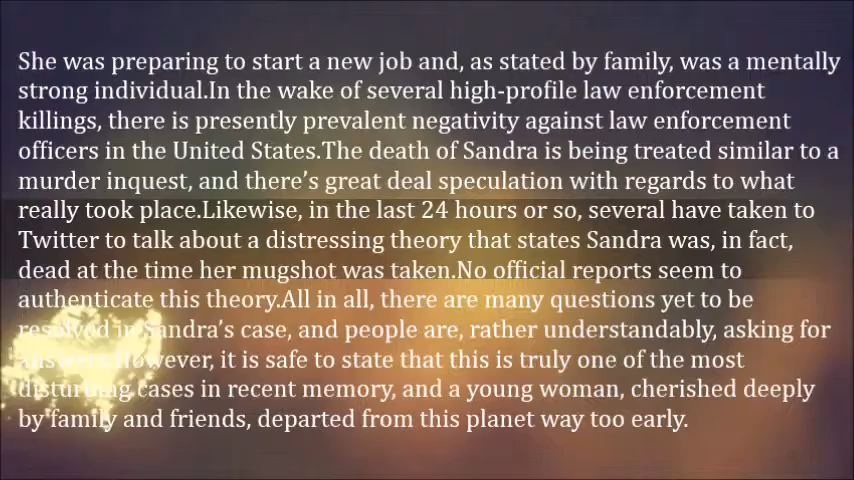 She was preparing to start a new job and, as stated by family, was a mentally
strong individual.In the wake of several high-profile law enforcement
killings, there is presently prevalent negativity against law enforcement
officers in the United States.The death of Sandra is being treated similar to a
murder inquest, and there's great deal speculation with regards to what
really took place.Likewise, in the last 24 hours or so, several have taken to
Twitter to talk about a distressing theory that states Sandra was, in fact,
dead at the time her mugshot was taken.No official reports seem to
authenticate this theory.All in all, there are many questions yet to be
resolved in Sandra's case, and people are, rather understandably, asking for
answers.However, it is safe to state that this is truly one of the most
disturbing cases in recent memory, and a young woman, cherished deeply
by family and friends, departed from this planet way too early.